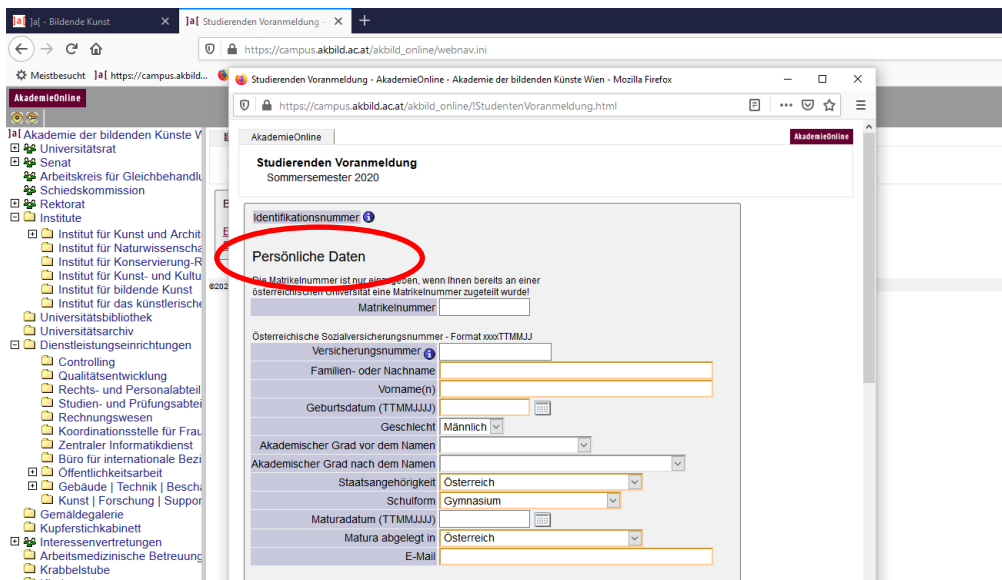 ]a[ ]a[ - Bildende Kunst
]a[ Studierenden Voranmeldung -
https://campus.akbild.ac.at/akbild_online/webnav.ini
Meistbesucht ]a[ https://campus.akbild...
AkademieOnline
]a[ Akademie der bildenden Künste W
Universitätsrat
Senat
Arbeitskreis für Gleichbehandlu
Schiedskommission
Rektorat
Institute
Institut für Kunst und Archit
Institut für Naturwissenscha
Institut für Konservierung-R
Institut für Kunst- und Kultu
Institut für bildende Kunst
Institut für das künstlerische
Universitätsbibliothek
Universitätsarchiv
Dienstleistungseinrichtungen
Controlling
Qualitätsentwicklung
Rechts- und Personalabteil
Studien- und Prüfungsabtei
Rechnungswesen
Koordinationsstelle für Frau
Zentraler Informatikdienst
Büro für internationale Bezi
Öffentlichkeitsarbeit
Gebäude | Technik | Bescha
Kunst | Forschung | Suppor
Gemäldegalerie
Kupferstichkabinett
Interessenvertretungen
Arbeitsmedizinische Betreuung
Krabbelstube
©202
Studierenden Voranmeldung - AkademieOnline - Akademie der bildenden Künste Wien - Mozilla Firefox
https://campus.akbild.ac.at/akbild_online/!StudentenVoranmeldung.html
AkademieOnline
AkademieOnline
Studierenden Voranmeldung
Sommersemester 2020
Identifikationsnummer
Persönliche Daten
Die Matrikelnummer ist nur einzugeben, wenn Ihnen bereits an einer
österreichischen Universität eine Matrikelnummer zugeteilt wurde!
Matrikelnummer
Österreichische Sozialversicherungsnummer - Format xxxxTTMMJJ
Versicherungsnummer
Familien- oder Nachname
Vorname(n)
Geburtsdatum (TTMMJJJJ)
Geschlecht Männlich
Akademischer Grad vor dem Namen
Akademischer Grad nach dem Namen
Staatsangehörigkeit Österreich
Schulform Gymnasium
Maturadatum (TTMMJJJJ)
Matura abgelegt in Österreich
E-Mail